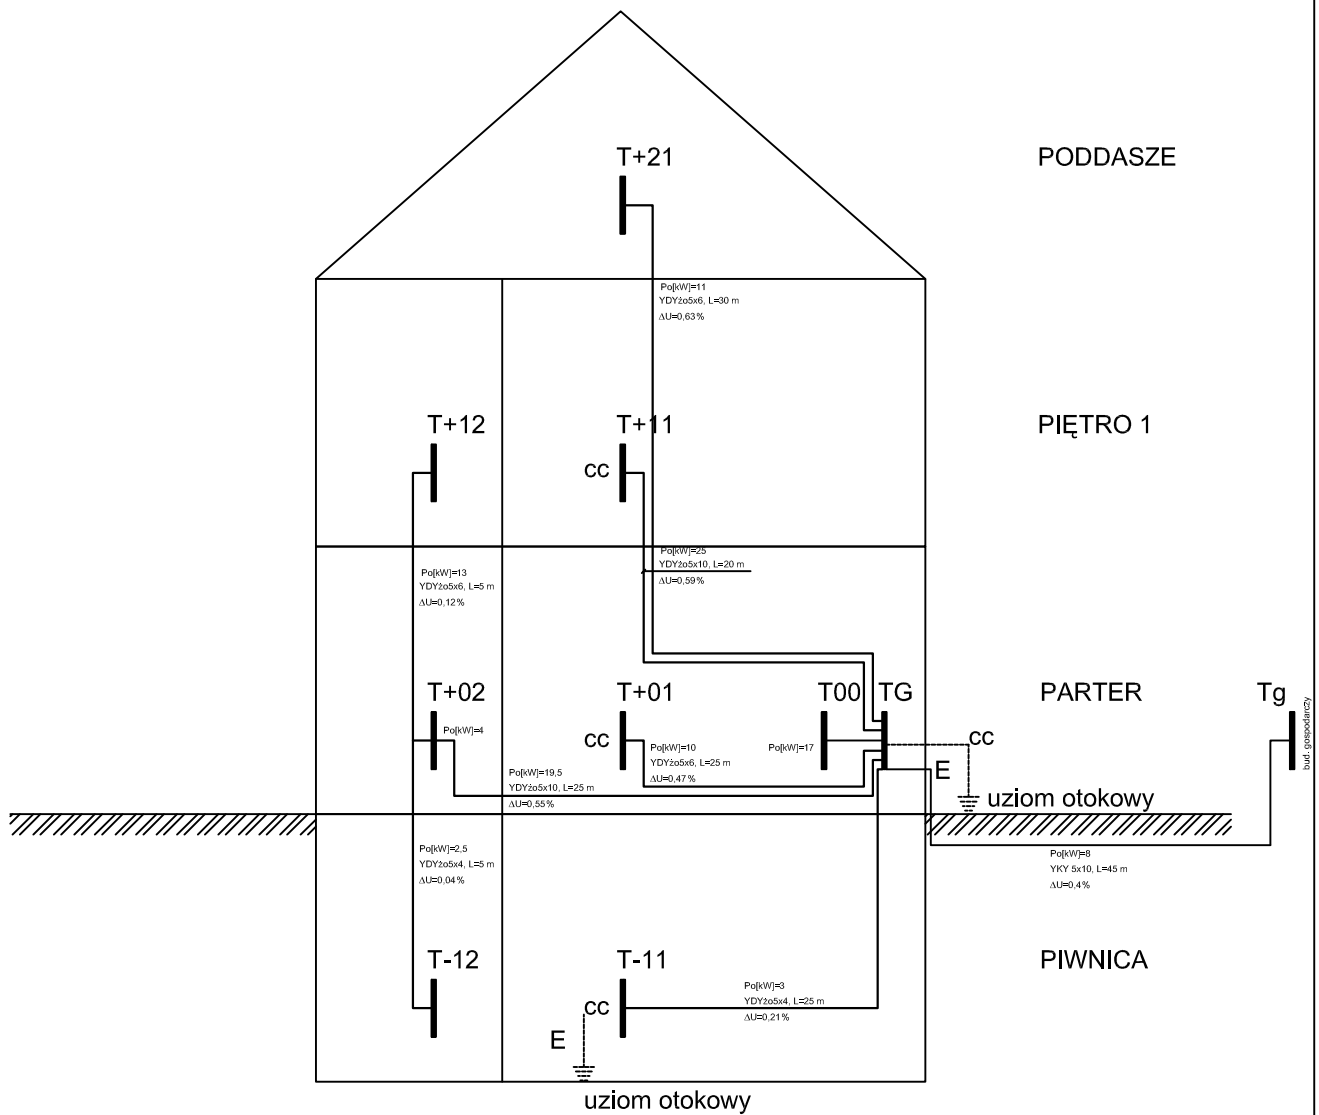 T+21
PODDASZE
Po[kW]=11
YDYżo5x6, L=30 m
ΔU=0,63%
T+12
T+11
PIĘTRO 1
cc
Po[kW]=25
YDYżo5x10, L=20 m
ΔU=0,59%
Po[kW]=13
YDYżo5x6, L=5 m
ΔU=0,12%
T+02
T+01
T00
TG
PARTER
Tg
Po[kW]=4
cc
Po[kW]=10
YDYżo5x6, L=25 m
ΔU=0,47%
Po[kW]=17
cc
bud. gospodarczy
E
Po[kW]=19,5
YDYżo5x10, L=25 m
ΔU=0,55%
uziom otokowy
Po[kW]=2,5
YDYżo5x4, L=5 m
ΔU=0,04%
Po[kW]=8
YKY 5x10, L=45 m
ΔU=0,4%
T-12
T-11
PIWNICA
cc
Po[kW]=3
YDYżo5x4, L=25 m
ΔU=0,21%
E
uziom otokowy